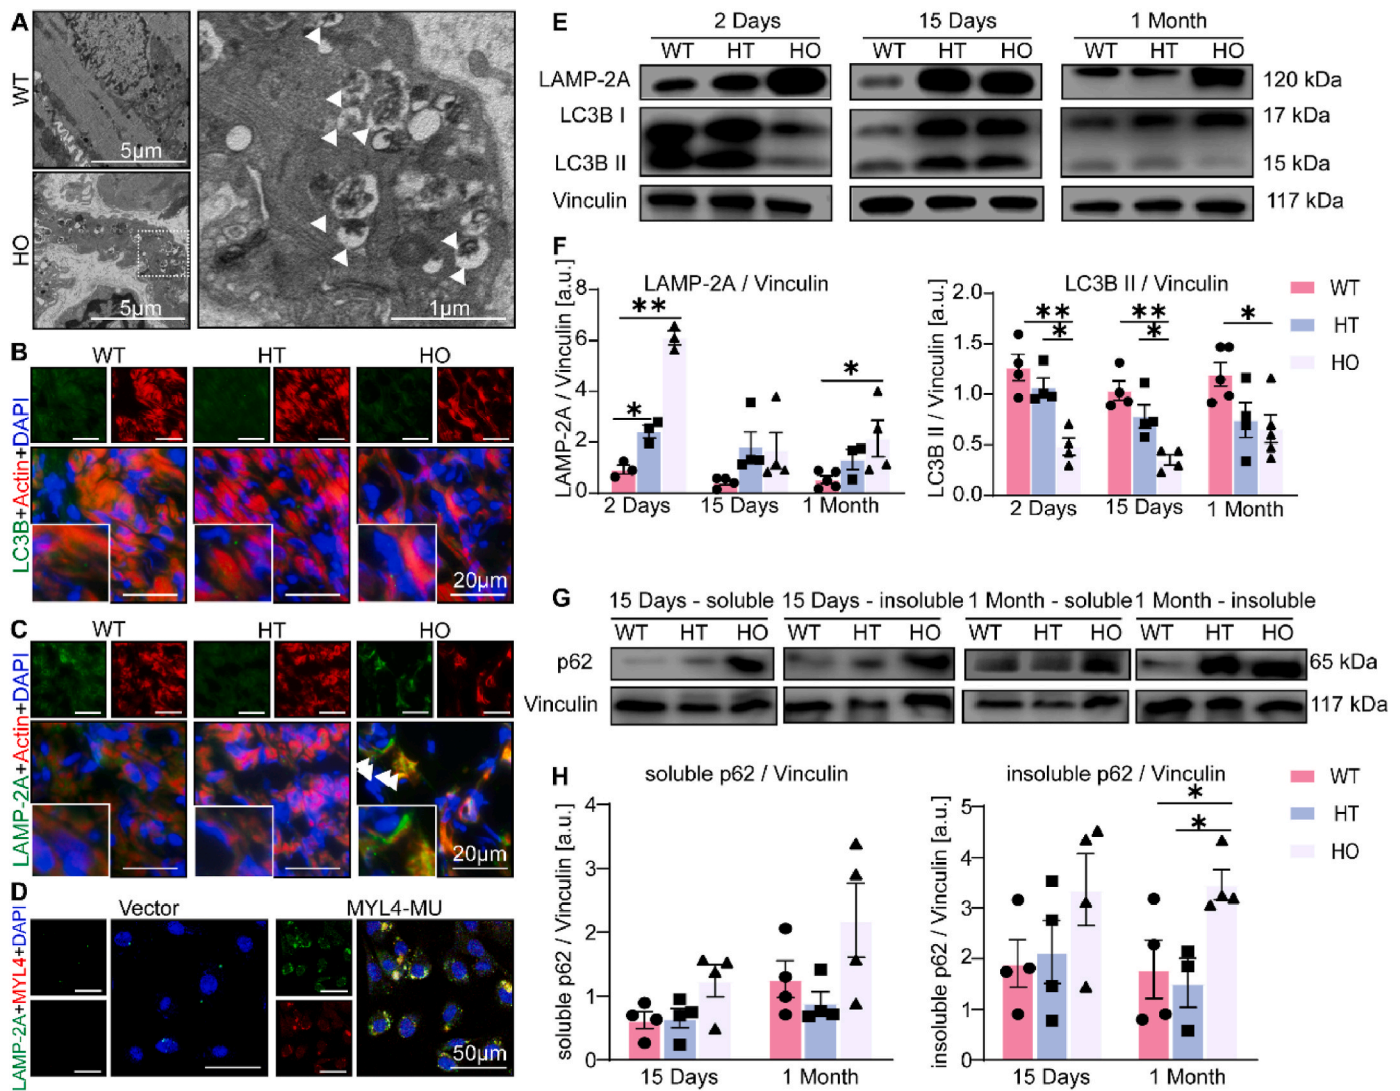 A
WT
5µm
HO
5µm
1µm
B
WT HT HO
LC3B+Actin+DAPI
20µm
C
WT HT HO
LAMP-2A+Actin+DAPI
20µm
D
Vector MYL4-MU
LAMP-2A+MYL4+DAPI
50µm
E
2 Days 15 Days 1 Month
WT HT HO WT HT HO WT HT HO
LAMP-2A 120 kDa
LC3B I 17 kDa
LC3B II 15 kDa
Vinculin 117 kDa
F
LAMP-2A / Vinculin
LAMP-2A / Vinculin [a.u.]
8
6
4
2
0
** * *
2 Days 15 Days 1 Month
LC3B II / Vinculin
LC3B II / Vinculin [a.u.]
2.0
1.5
1.0
0.5
0.0
** * ** * *
2 Days 15 Days 1 Month
WT
HT
HO
G
15 Days - soluble 15 Days - insoluble 1 Month - soluble 1 Month - insoluble
WT HT HO WT HT HO WT HT HO WT HT HO
p62 65 kDa
Vinculin 117 kDa
H
soluble p62 / Vinculin
soluble p62 / Vinculin [a.u.]
4
3
2
1
0
15 Days 1 Month
insoluble p62 / Vinculin
insoluble p62 / Vinculin [a.u.]
5
4
3
2
1
0
* *
15 Days 1 Month
WT
HT
HO